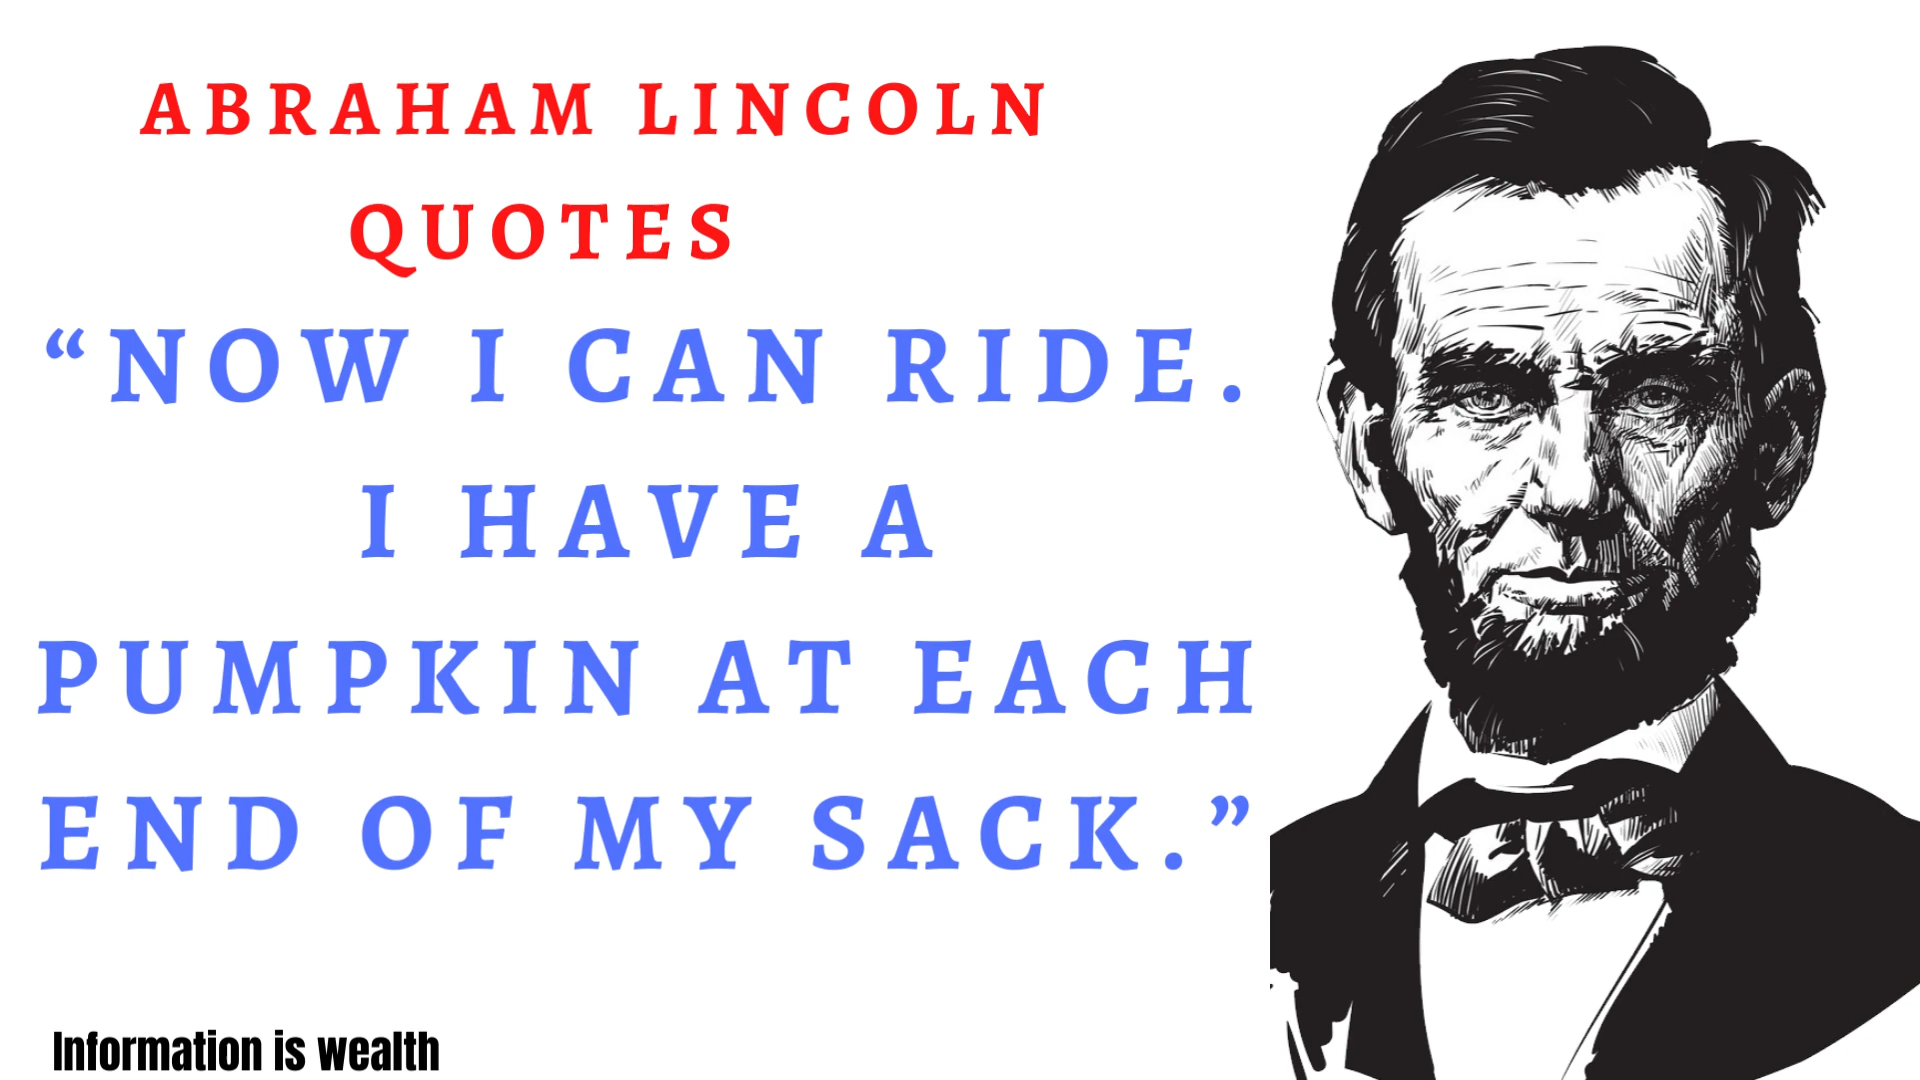 ABRAHAM LINCOLN
QUOTES
“NOW I CAN RIDE.
I HAVE A
PUMPKIN AT EACH
END OF MY SACK.”
Information is wealth